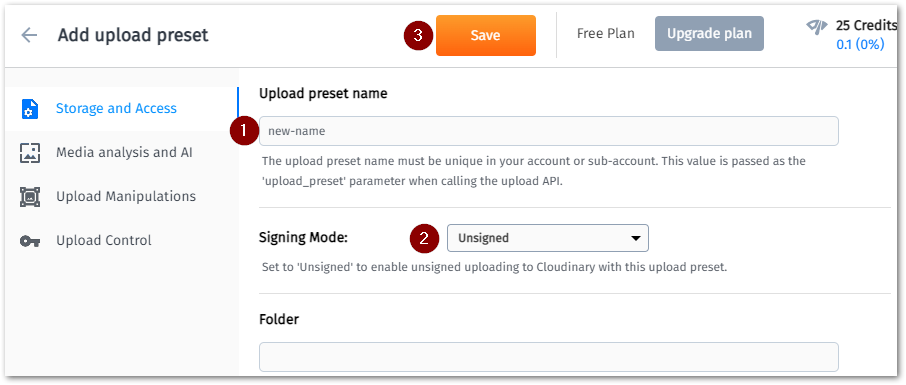 Add upload preset
3
Save
Free Plan
Upgrade plan
25 Credits
0.1 (0%)
Storage and Access
Media analysis and AI
Upload Manipulations
Upload Control
Upload preset name
1
new-name
The upload preset name must be unique in your account or sub-account. This value is passed as the
'upload_preset' parameter when calling the upload API.
Signing Mode:
2
Unsigned
Set to 'Unsigned' to enable unsigned uploading to Cloudinary with this upload preset.
Folder